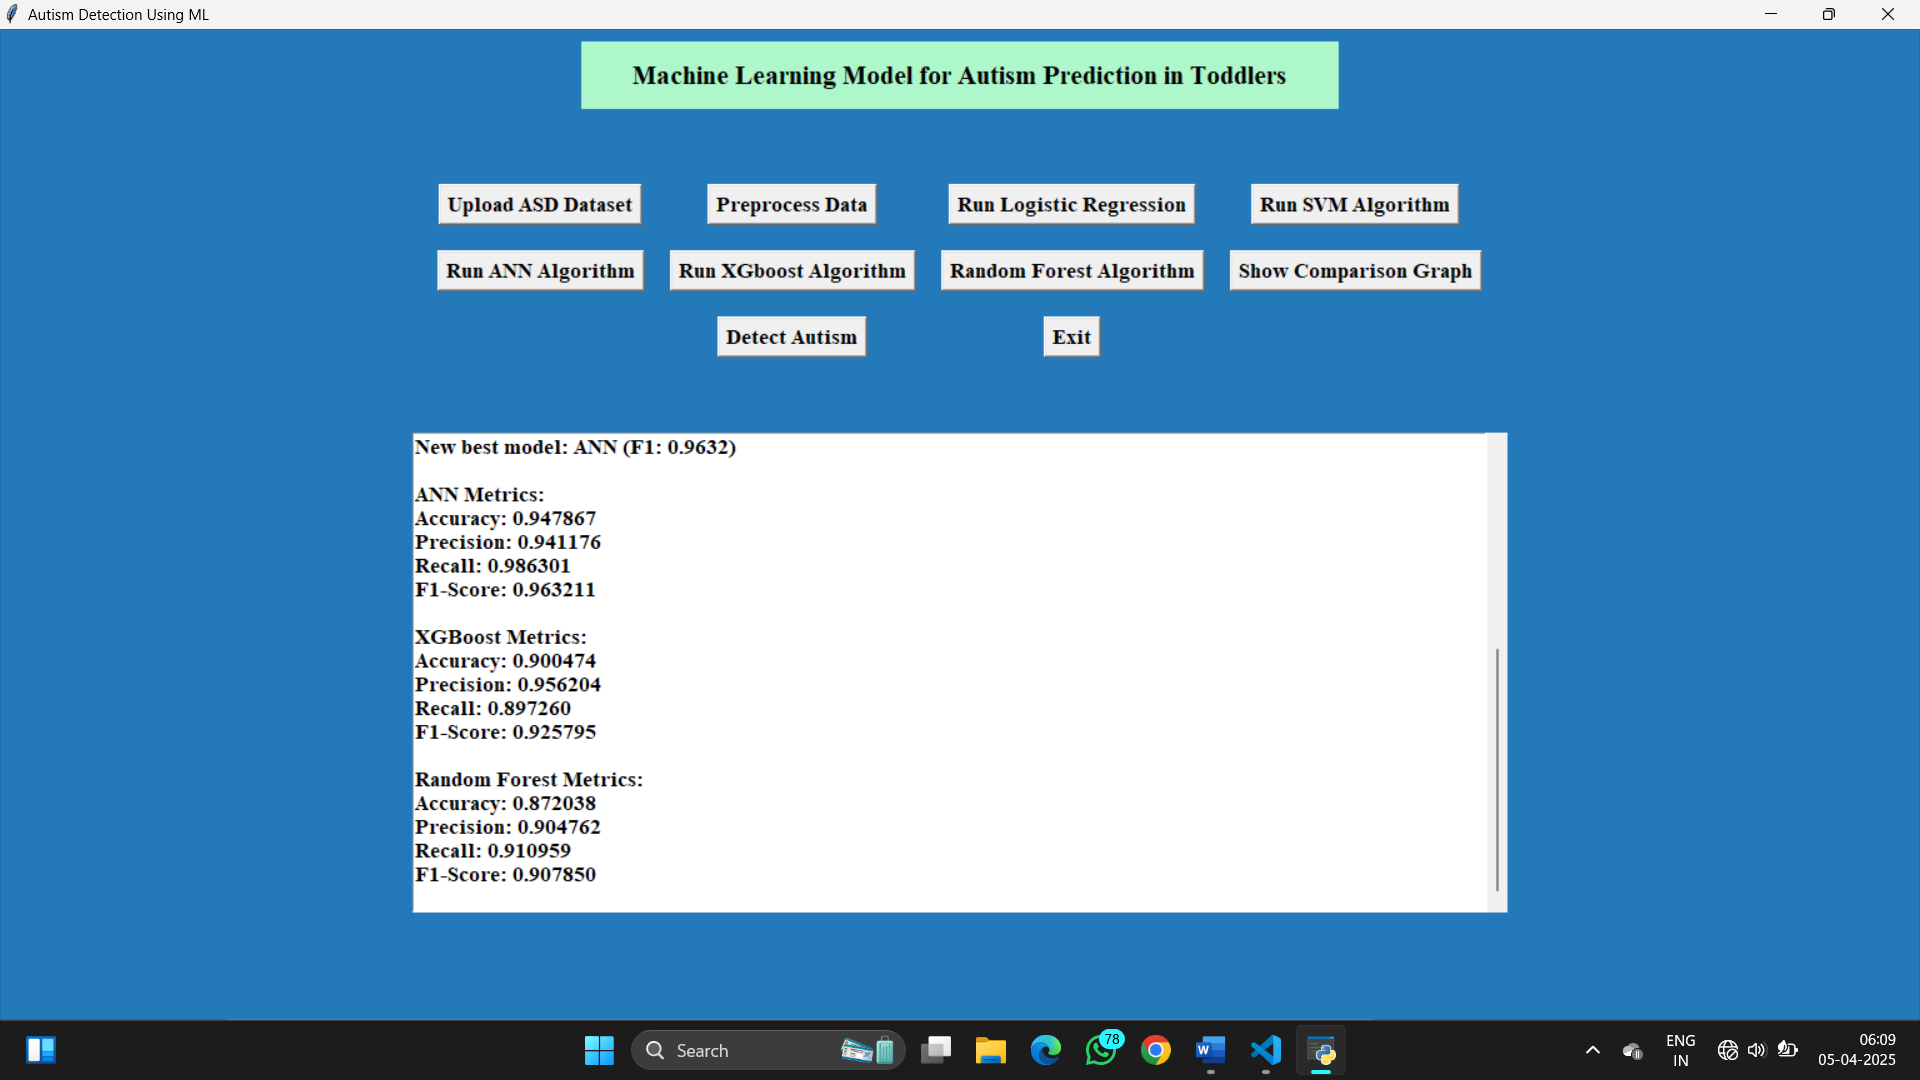 Autism Detection Using ML
Machine Learning Model for Autism Prediction in Toddlers
Upload ASD Dataset
Preprocess Data
Run Logistic Regression
Run SVM Algorithm
Run ANN Algorithm
Run XGboost Algorithm
Random Forest Algorithm
Show Comparison Graph
Detect Autism
Exit
New best model: ANN (F1: 0.9632)
ANN Metrics:
Accuracy: 0.947867
Precision: 0.941176
Recall: 0.986301
F1-Score: 0.963211
XGBoost Metrics:
Accuracy: 0.900474
Precision: 0.956204
Recall: 0.897260
F1-Score: 0.925795
Random Forest Metrics:
Accuracy: 0.872038
Precision: 0.904762
Recall: 0.910959
F1-Score: 0.907850
Search
78
W
ENG
IN
06:09
05-04-2025